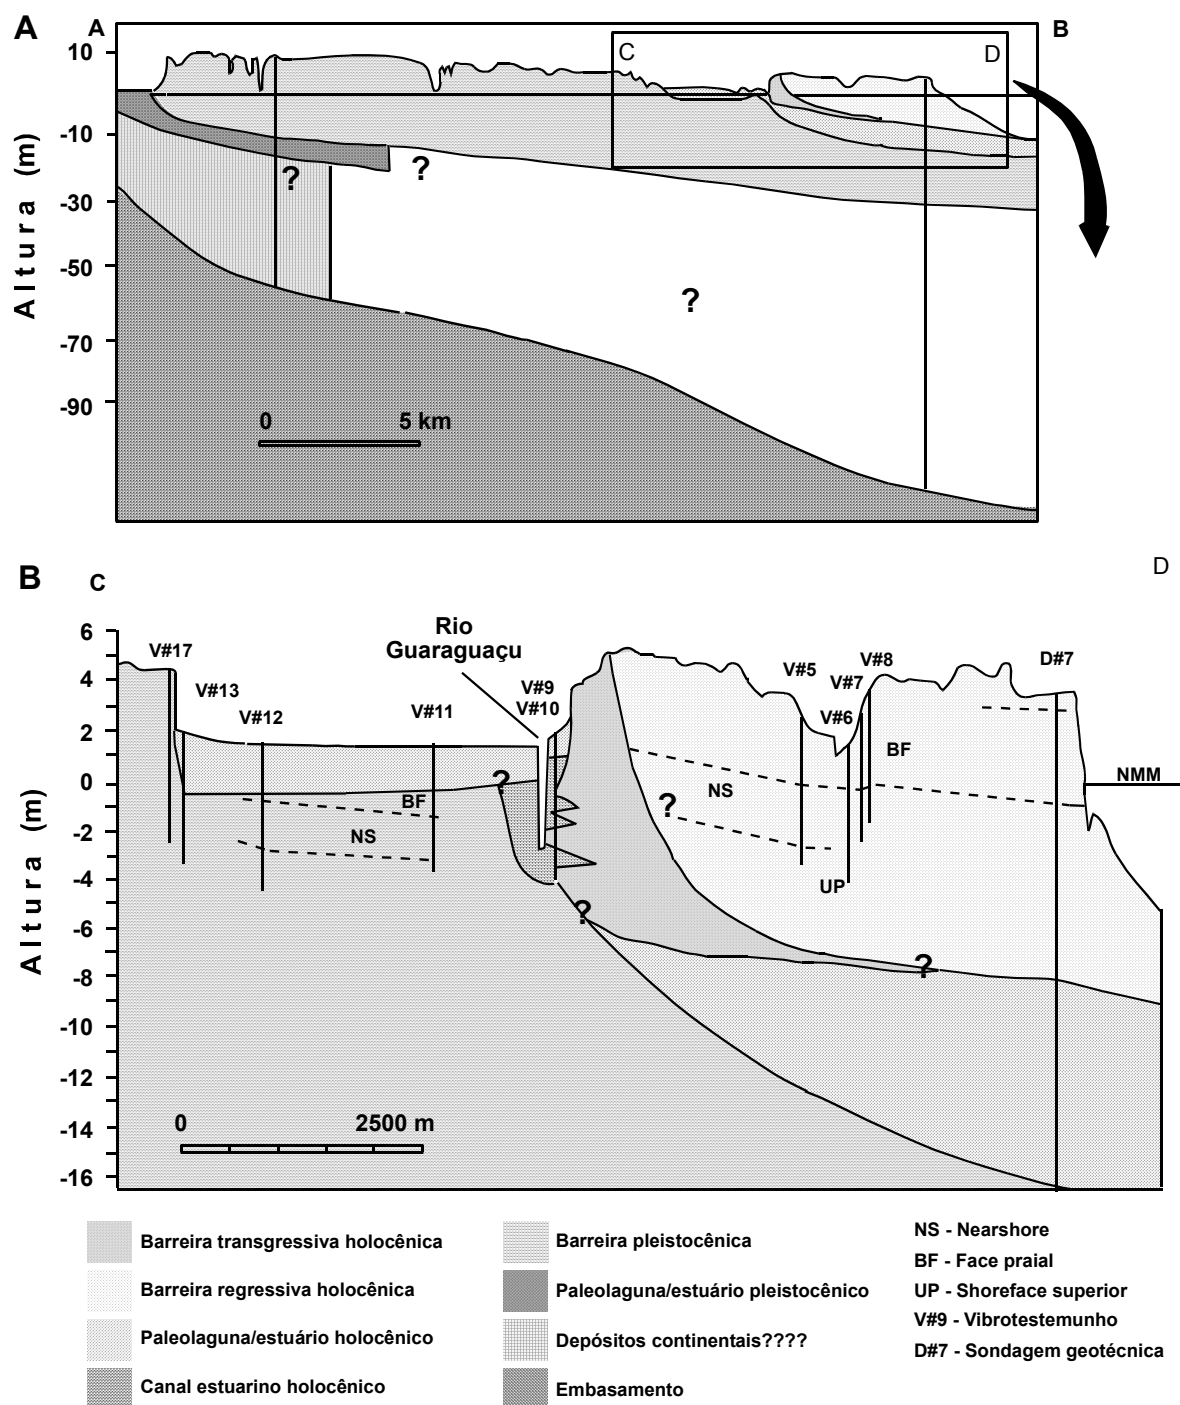 A
A
B
C
D
10
-10
-30
-50
-70
-90
Altura (m)
?
?
?
0
5 km
B
C
D
6
4
2
0
-2
-4
-6
-8
-10
-12
-14
-16
Altura (m)
Rio
Guaraguaçu
V#17
V#13
V#12
V#11
V#9
V#10
V#5
V#8
V#7
V#6
D#7
BF
NS
NS
BF
UP
NMM
?
?
?
?
0
2500 m
Barreira transgressiva holocênica
Barreira regressiva holocênica
Paleolaguna/estuário holocênico
Canal estuarino holocênico
Barreira pleistocênica
Paleolaguna/estuário pleistocênico
Depósitos continentais????
Embasamento
NS - Nearshore
BF - Face praial
UP - Shoreface superior
V#9 - Vibrotestemunho
D#7 - Sondagem geotécnica